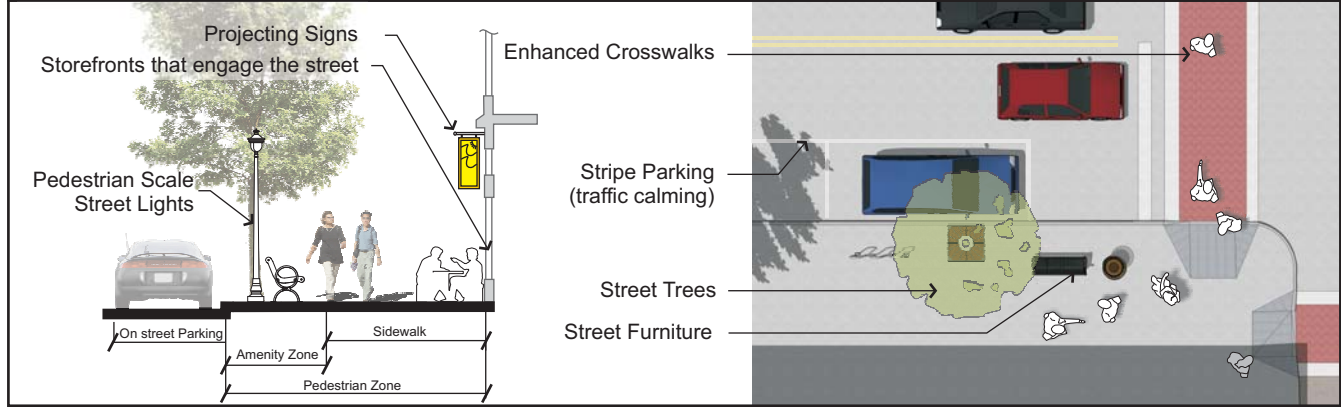 Projecting Signs
Storefronts that engage the street
Pedestrian Scale
Street Lights
On street Parking
Sidewalk
Amenity Zone
Pedestrian Zone
Enhanced Crosswalks
Stripe Parking
(traffic calming)
Street Trees
Street Furniture